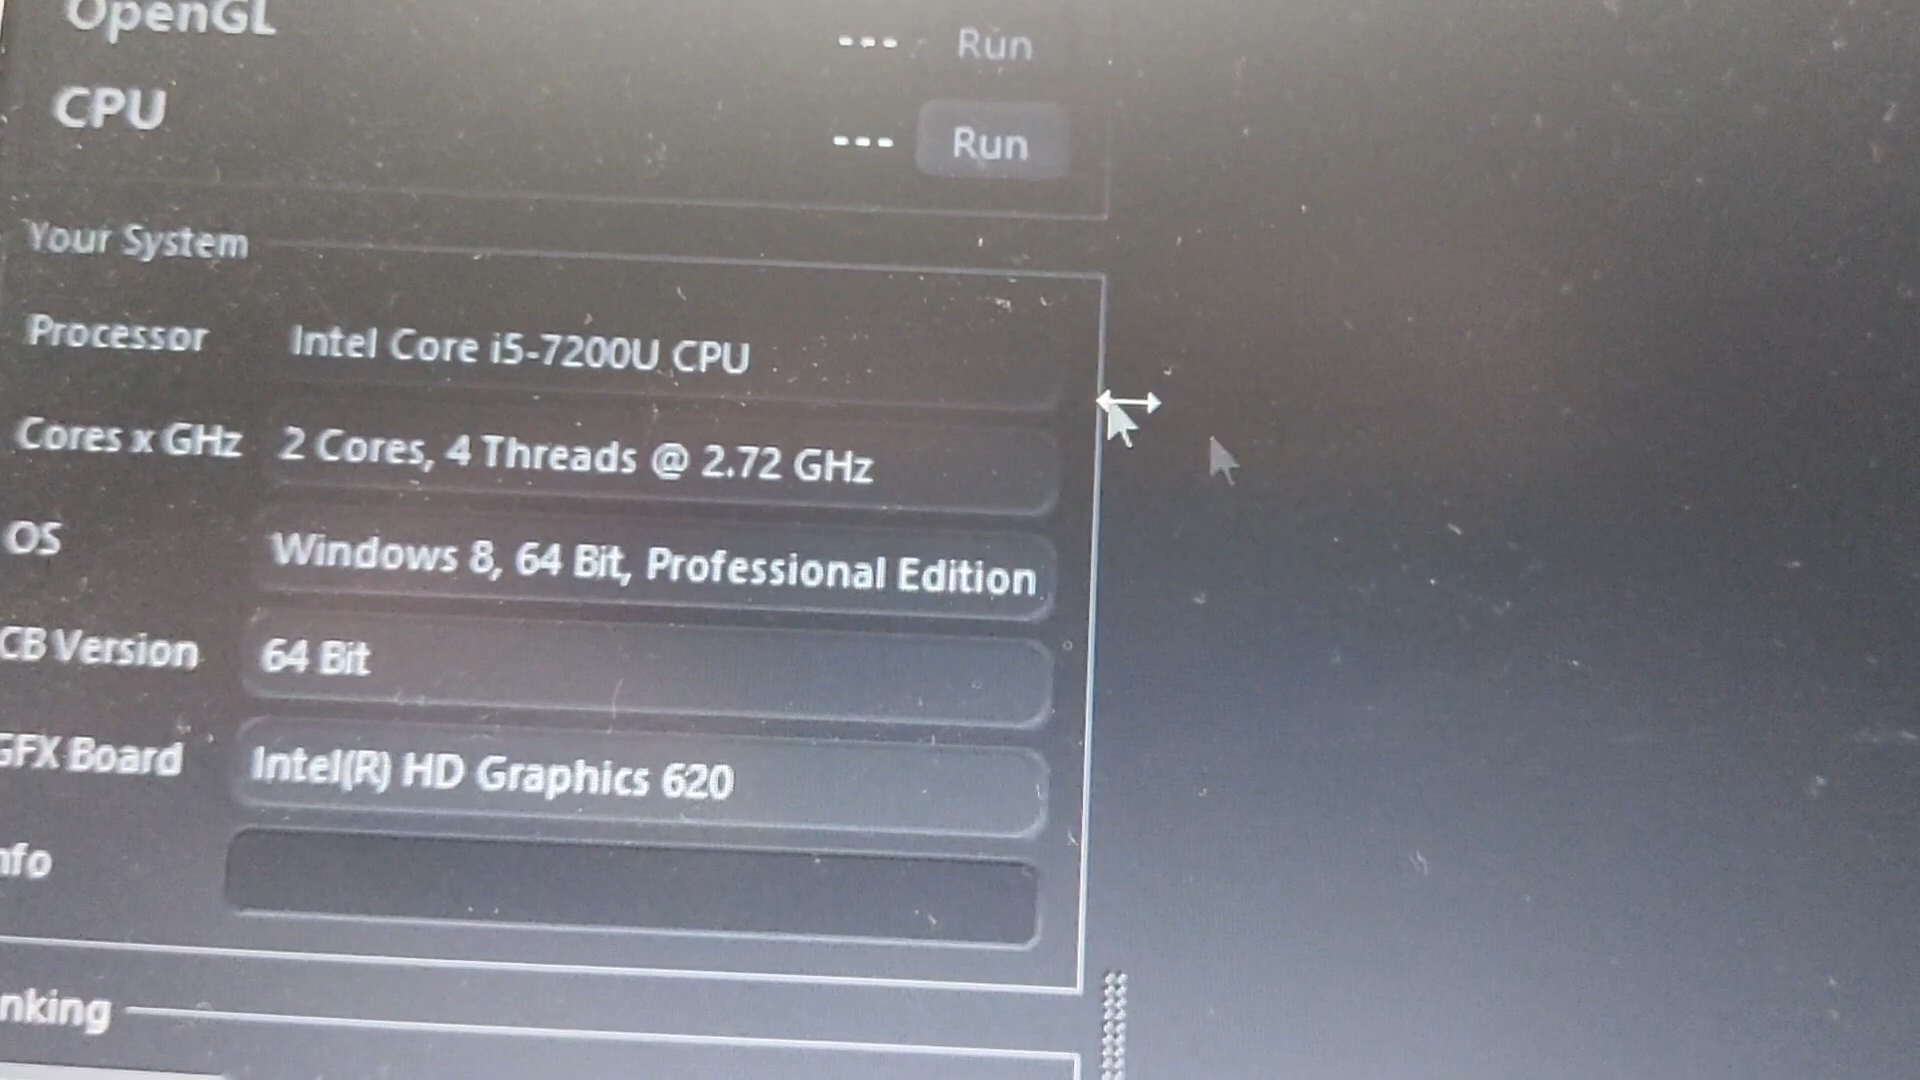 OpenGL
--- Run
CPU
--- Run
Your System
Processor Intel Core i5-7200U CPU
Cores x GHz 2 Cores, 4 Threads @ 2.72 GHz
OS Windows 8, 64 Bit, Professional Edition
CB Version 64 Bit
GFX Board Intel(R) HD Graphics 620
nfo
nking